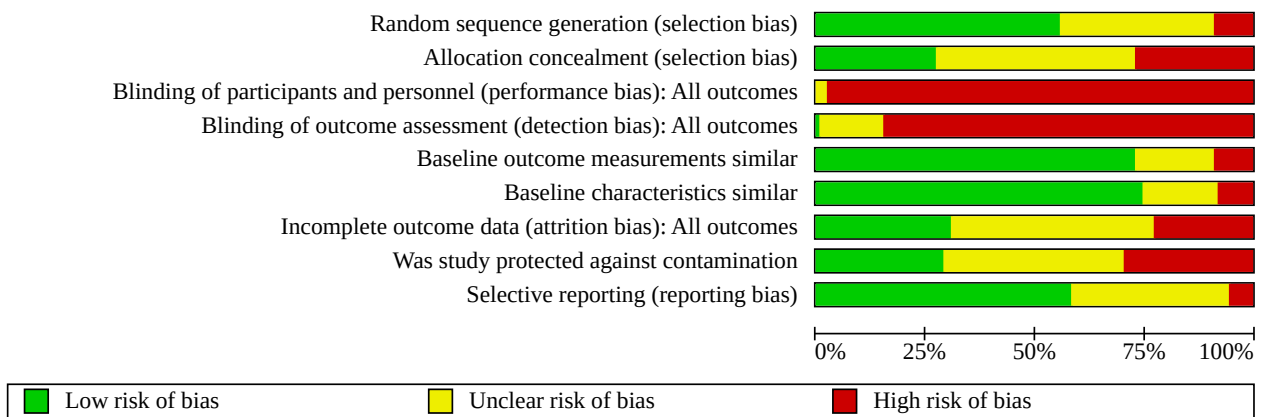 Random sequence generation (selection bias)
Allocation concealment (selection bias)
Blinding of participants and personnel (performance bias): All outcomes
Blinding of outcome assessment (detection bias): All outcomes
Baseline outcome measurements similar
Baseline characteristics similar
Incomplete outcome data (attrition bias): All outcomes
Was study protected against contamination
Selective reporting (reporting bias)
0% 25% 50% 75% 100%
Low risk of bias Unclear risk of bias High risk of bias